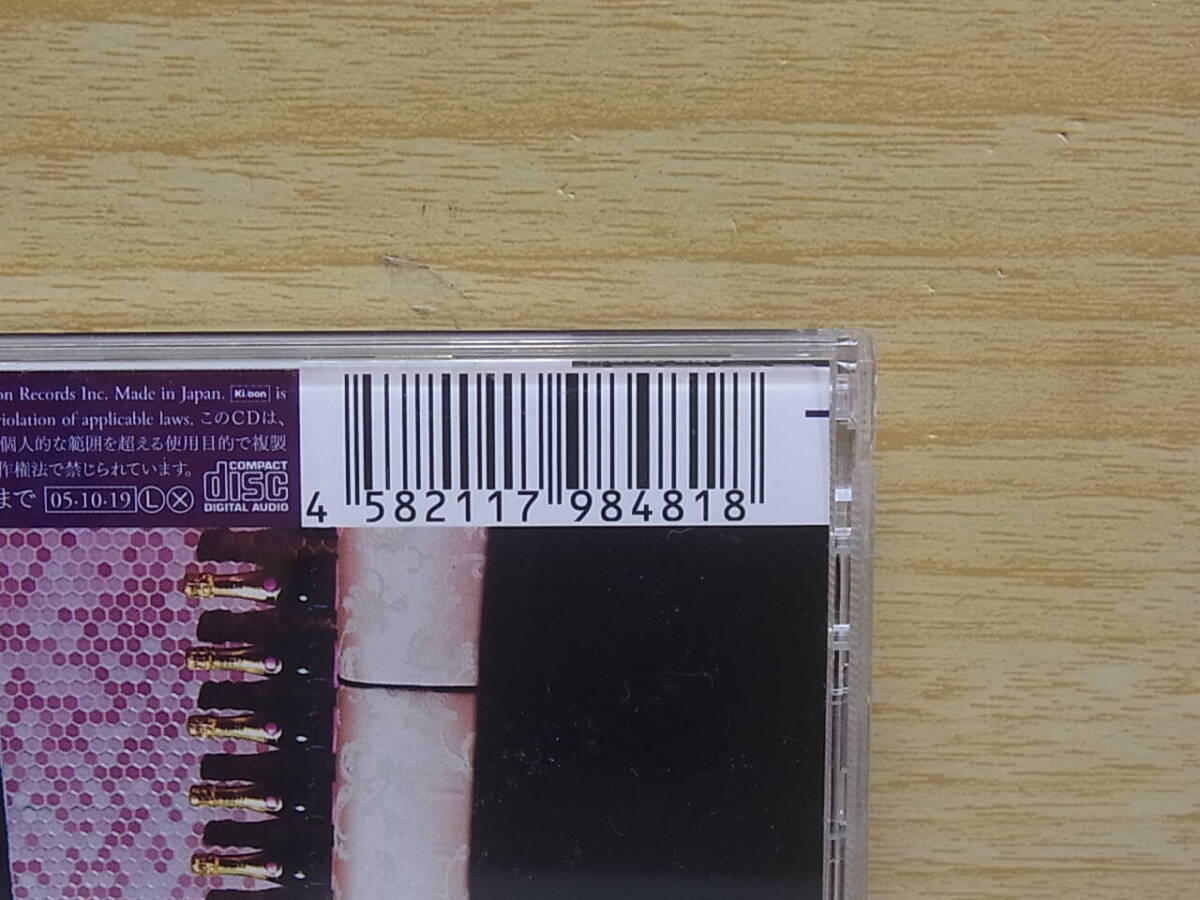 on Records Inc. Made in Japan. Ki/oon is
violation of applicable laws. このCDは、
個人的な範囲を超える使用目的で複製
作権法で禁じられています。
まで 05·10·19 L X
COMPACT
disc
DIGITAL AUDIO
4 582117 984818